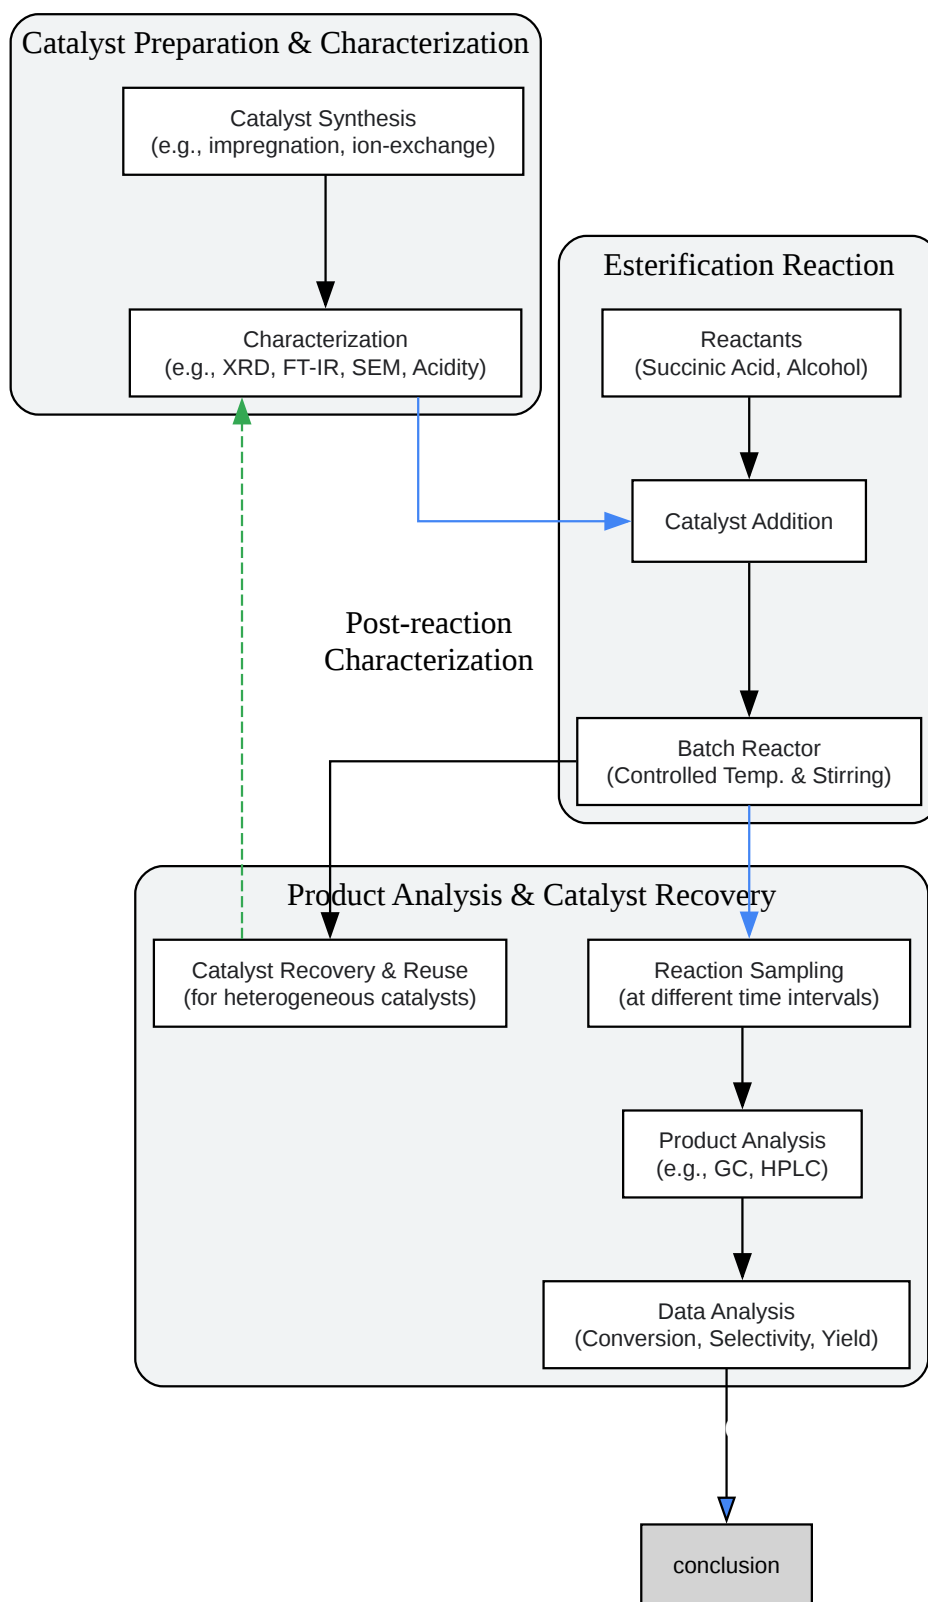 Catalyst Preparation & Characterization
Catalyst Synthesis
(e.g., impregnation, ion-exchange)
Characterization
(e.g., XRD, FT-IR, SEM, Acidity)
Esterification Reaction
Reactants
(Succinic Acid, Alcohol)
Catalyst Addition
Post-reaction
Characterization
Batch Reactor
(Controlled Temp. & Stirring)
Product Analysis & Catalyst Recovery
Catalyst Recovery & Reuse
(for heterogeneous catalysts)
Reaction Sampling
(at different time intervals)
Product Analysis
(e.g., GC, HPLC)
Data Analysis
(Conversion, Selectivity, Yield)
conclusion